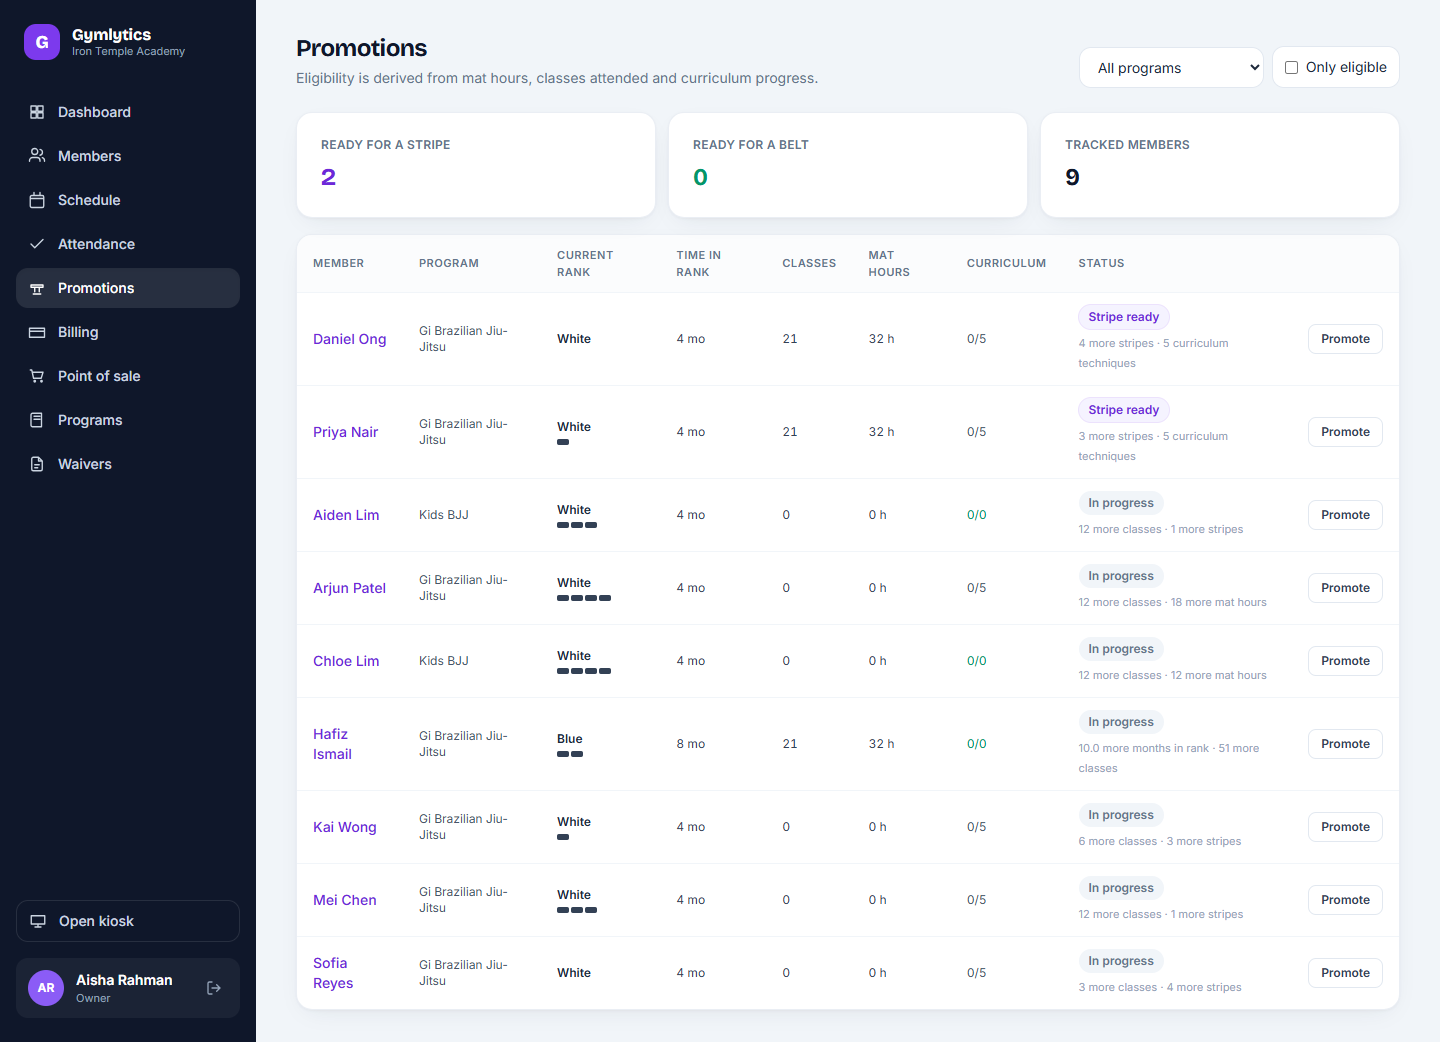 G
Gymlytics
Iron Temple Academy
Dashboard
Members
Schedule
Attendance
Promotions
Billing
Point of sale
Programs
Waivers
Open kiosk
AR
Aisha Rahman
Owner
Promotions
Eligibility is derived from mat hours, classes attended and curriculum progress.
All programs
Only eligible
READY FOR A STRIPE
2
READY FOR A BELT
0
TRACKED MEMBERS
9
MEMBER PROGRAM CURRENT RANK TIME IN RANK CLASSES MAT HOURS CURRICULUM STATUS
Daniel Ong
Gi Brazilian Jiu-
Jitsu
White
4 mo
21
32 h
0/5
Stripe ready
4 more stripes · 5 curriculum
techniques
Promote
Priya Nair
Gi Brazilian Jiu-
Jitsu
White
4 mo
21
32 h
0/5
Stripe ready
3 more stripes · 5 curriculum
techniques
Promote
Aiden Lim
Kids BJJ
White
4 mo
0
0 h
0/0
In progress
12 more classes · 1 more stripes
Promote
Arjun Patel
Gi Brazilian Jiu-
Jitsu
White
4 mo
0
0 h
0/5
In progress
12 more classes · 18 more mat hours
Promote
Chloe Lim
Kids BJJ
White
4 mo
0
0 h
0/0
In progress
12 more classes · 12 more mat hours
Promote
Hafiz
Ismail
Gi Brazilian Jiu-
Jitsu
Blue
8 mo
21
32 h
0/0
In progress
10.0 more months in rank · 51 more
classes
Promote
Kai Wong
Gi Brazilian Jiu-
Jitsu
White
4 mo
0
0 h
0/5
In progress
6 more classes · 3 more stripes
Promote
Mei Chen
Gi Brazilian Jiu-
Jitsu
White
4 mo
0
0 h
0/5
In progress
12 more classes · 1 more stripes
Promote
Sofia
Reyes
Gi Brazilian Jiu-
Jitsu
White
4 mo
0
0 h
0/5
In progress
3 more classes · 4 more stripes
Promote